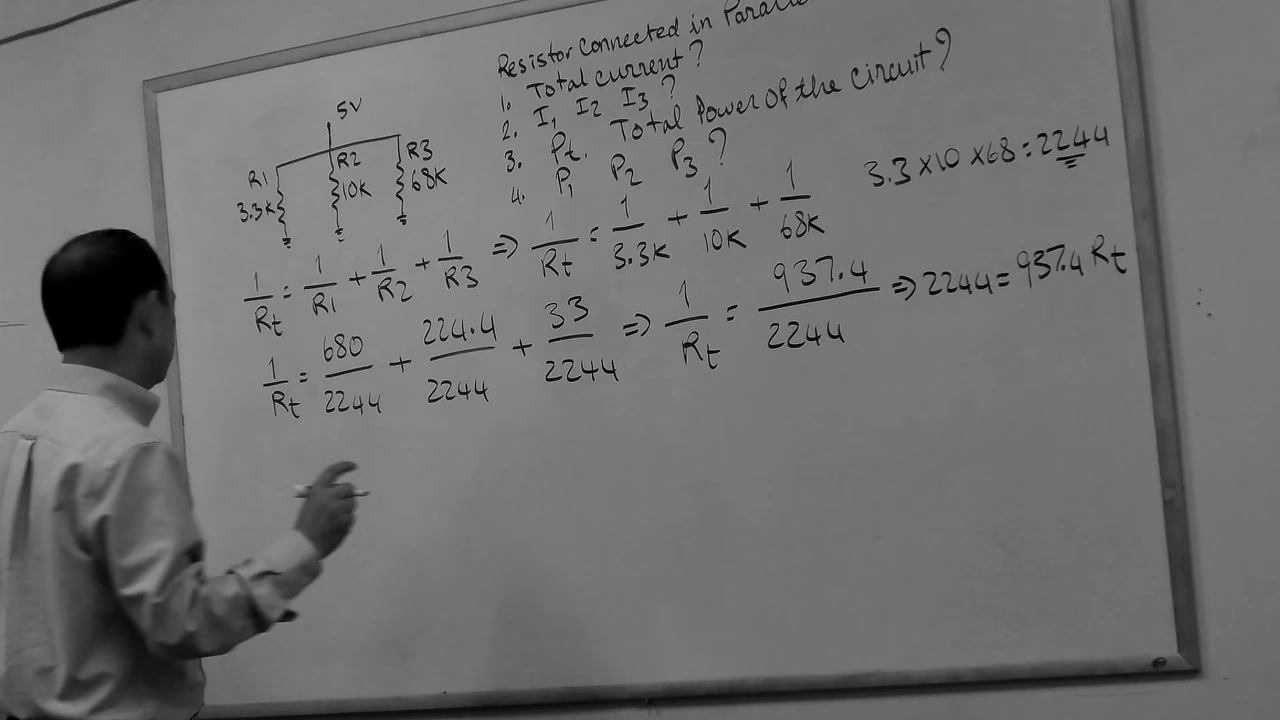 Resistor Connected in
1. Total current?
2. I1 I2 I3 ?
3. Pt. Total Power of the circuit?
4. P1 P2 P3 ?
5V
R1 3.3K
R2 10K
R3 68K
3.3 x 10 x 68 = 2244
1/Rt = 1/R1 + 1/R2 + 1/R3 => 1/Rt = 1/3.3K + 1/10K + 1/68K
1/Rt = 680/2244 + 224.4/2244 + 33/2244 => 1/Rt = 937.4/2244 => 2244 = 937.4 Rt